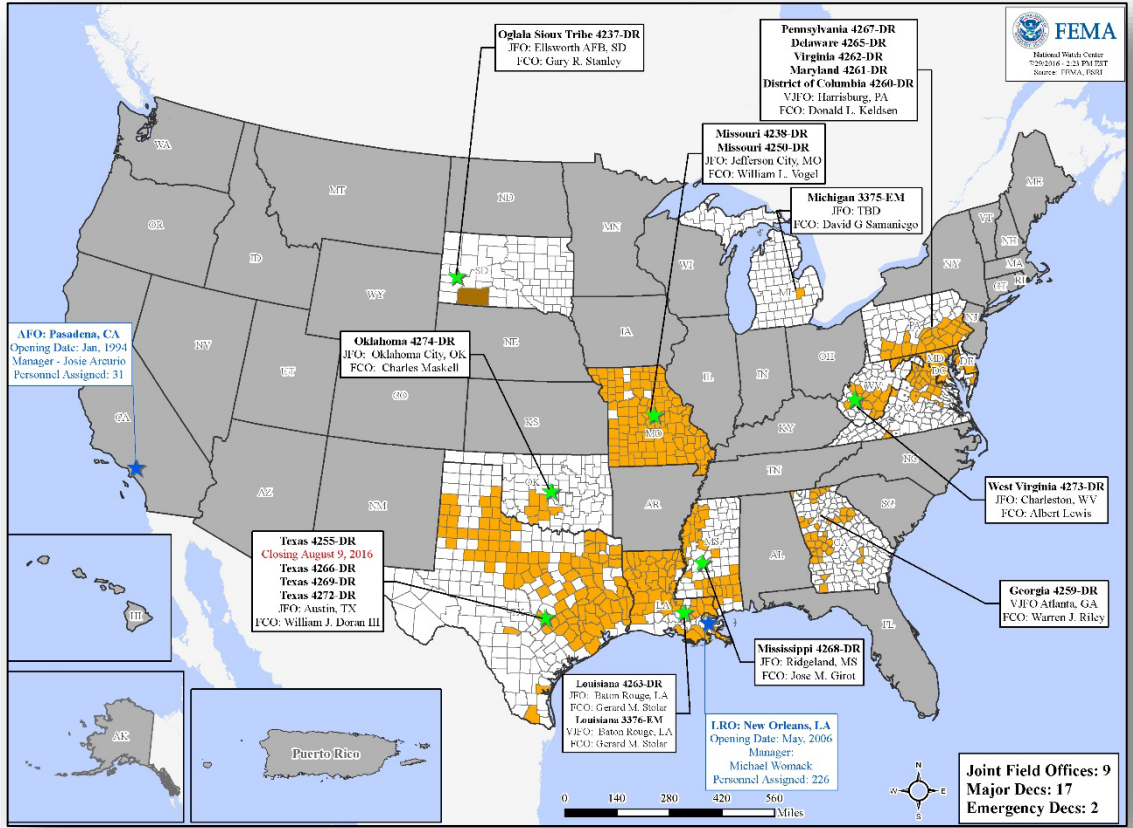 Oglala Sioux Tribe 4237-DR
JFO: Ellsworth AFB, SD
FCO: Gary R. Stanley
Pennsylvania 4267-DR
Delaware 4265-DR
Virginia 4262-DR
Maryland 4261-DR
District of Columbia 4260-DR
VJFO: Harrisburg, PA
FCO: Donald L. Keldsen
FEMA
National Watch Center
7/29/2016 - 2:23 PM EST
Source: FEMA, ESRI
Missouri 4238-DR
Missouri 4250-DR
JFO: Jefferson City, MO
FCO: William L. Vogel
Michigan 3375-EM
JFO: TBD
FCO: David G Samaniego
WA
MT
ND
MN
ME
OR
ID
WY
SD
WI
MI
NY
VT
NH
MA
CT
RI
AFO: Pasadena, CA
Opening Date: Jan, 1994
Manager - Josie Arcurio
Personnel Assigned: 31
NV
UT
CO
NE
IA
IL
IN
OH
PA
NJ
MD
DE
DC
WV
VA
Oklahoma 4274-DR
JFO: Oklahoma City, OK
FCO: Charles Maskell
CA
KS
MO
KY
AZ
NM
OK
AR
TN
NC
SC
West Virginia 4273-DR
JFO: Charleston, WV
FCO: Albert Lewis
Texas 4255-DR
Closing August 9, 2016
Texas 4266-DR
Texas 4269-DR
Texas 4272-DR
JFO: Austin, TX
FCO: William J. Doran III
MS
AL
LA
FL
Georgia 4259-DR
VJFO Atlanta, GA
FCO: Warren J. Riley
HI
Mississippi 4268-DR
JFO: Ridgeland, MS
FCO: Jose M. Girot
Louisiana 4263-DR
JFO: Baton Rouge, LA
FCO: Gerard M. Stolar
Louisiana 3376-EM
VJFO: Baton Rouge, LA
FCO: Gerard M. Stolar
LRO: New Orleans, LA
Opening Date: May, 2006
Manager:
Michael Womack
Personnel Assigned: 226
AK
Puerto Rico
N
W E
S
0 140 280 420 560
Miles
Joint Field Offices: 9
Major Decs: 17
Emergency Decs: 2